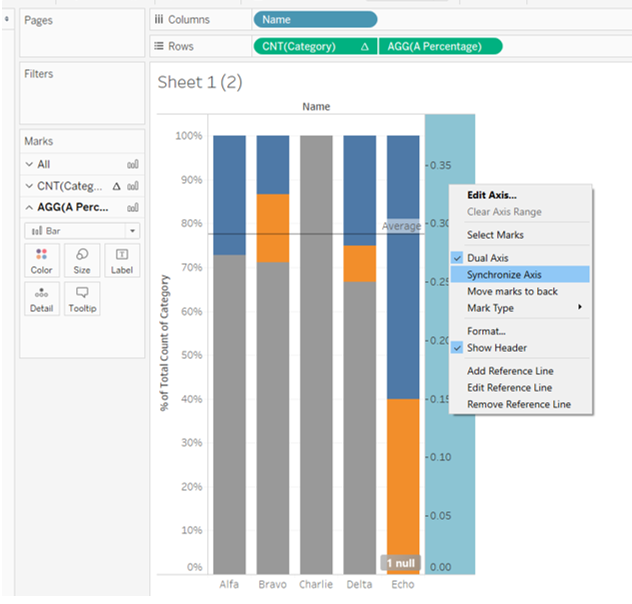 Pages
Columns
Name
Rows
CNT(Category) Δ
AGG(A Percentage)
Filters
Sheet 1 (2)
Name
Marks
All
CNT(Categ... Δ
AGG(A Perc...
Bar
Color
Size
Label
Detail
Tooltip
% of Total Count of Category
100%
90%
80%
70%
60%
50%
40%
30%
20%
10%
0%
Average
1 null
Alfa
Bravo
Charlie
Delta
Echo
0.35
0.30
0.25
0.20
0.15
0.10
0.05
0.00
Edit Axis...
Clear Axis Range
Select Marks
Dual Axis
Synchronize Axis
Move marks to back
Mark Type
Format...
Show Header
Add Reference Line
Edit Reference Line
Remove Reference Line